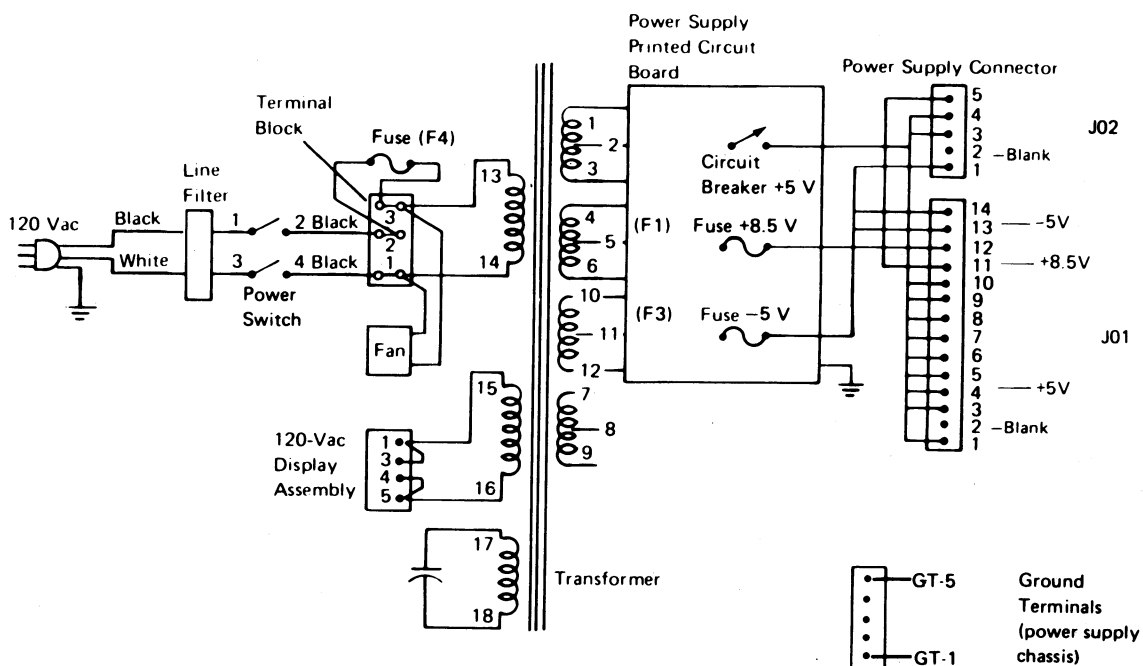 Power Supply
Printed Circuit
Board
Power Supply Connector
Terminal
Block
Fuse (F4)
Line
Filter
120 Vac
Black
White
1
3
2 Black
4 Black
Power
Switch
3
2
1
Fan
13
14
15
16
17
18
120-Vac
Display
Assembly
1
3
4
5
1
2
3
4
5
6
10
11
12
7
8
9
Transformer
Circuit
Breaker +5 V
(F1)
Fuse +8.5 V
(F3)
Fuse −5 V
5
4
3
2 −Blank
1
J02
14
13 −5V
12
11 +8.5V
10
9
8
7
6
5
4 +5V
3
2 −Blank
1
J01
GT-5
GT-1
Ground
Terminals
(power supply
chassis)